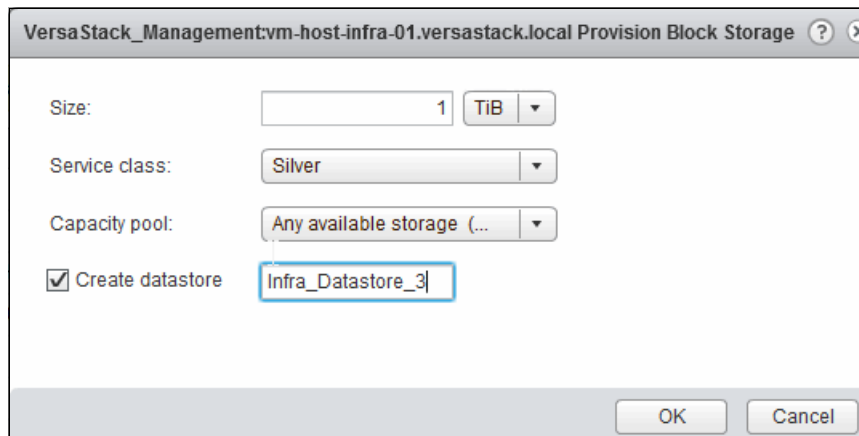 VersaStack_Management:vm-host-infra-01.versastack.local Provision Block Storage ?
Size: 1 TiB
Service class: Silver
Capacity pool: Any available storage (...
Create datastore Infra_Datastore_3
OK Cancel